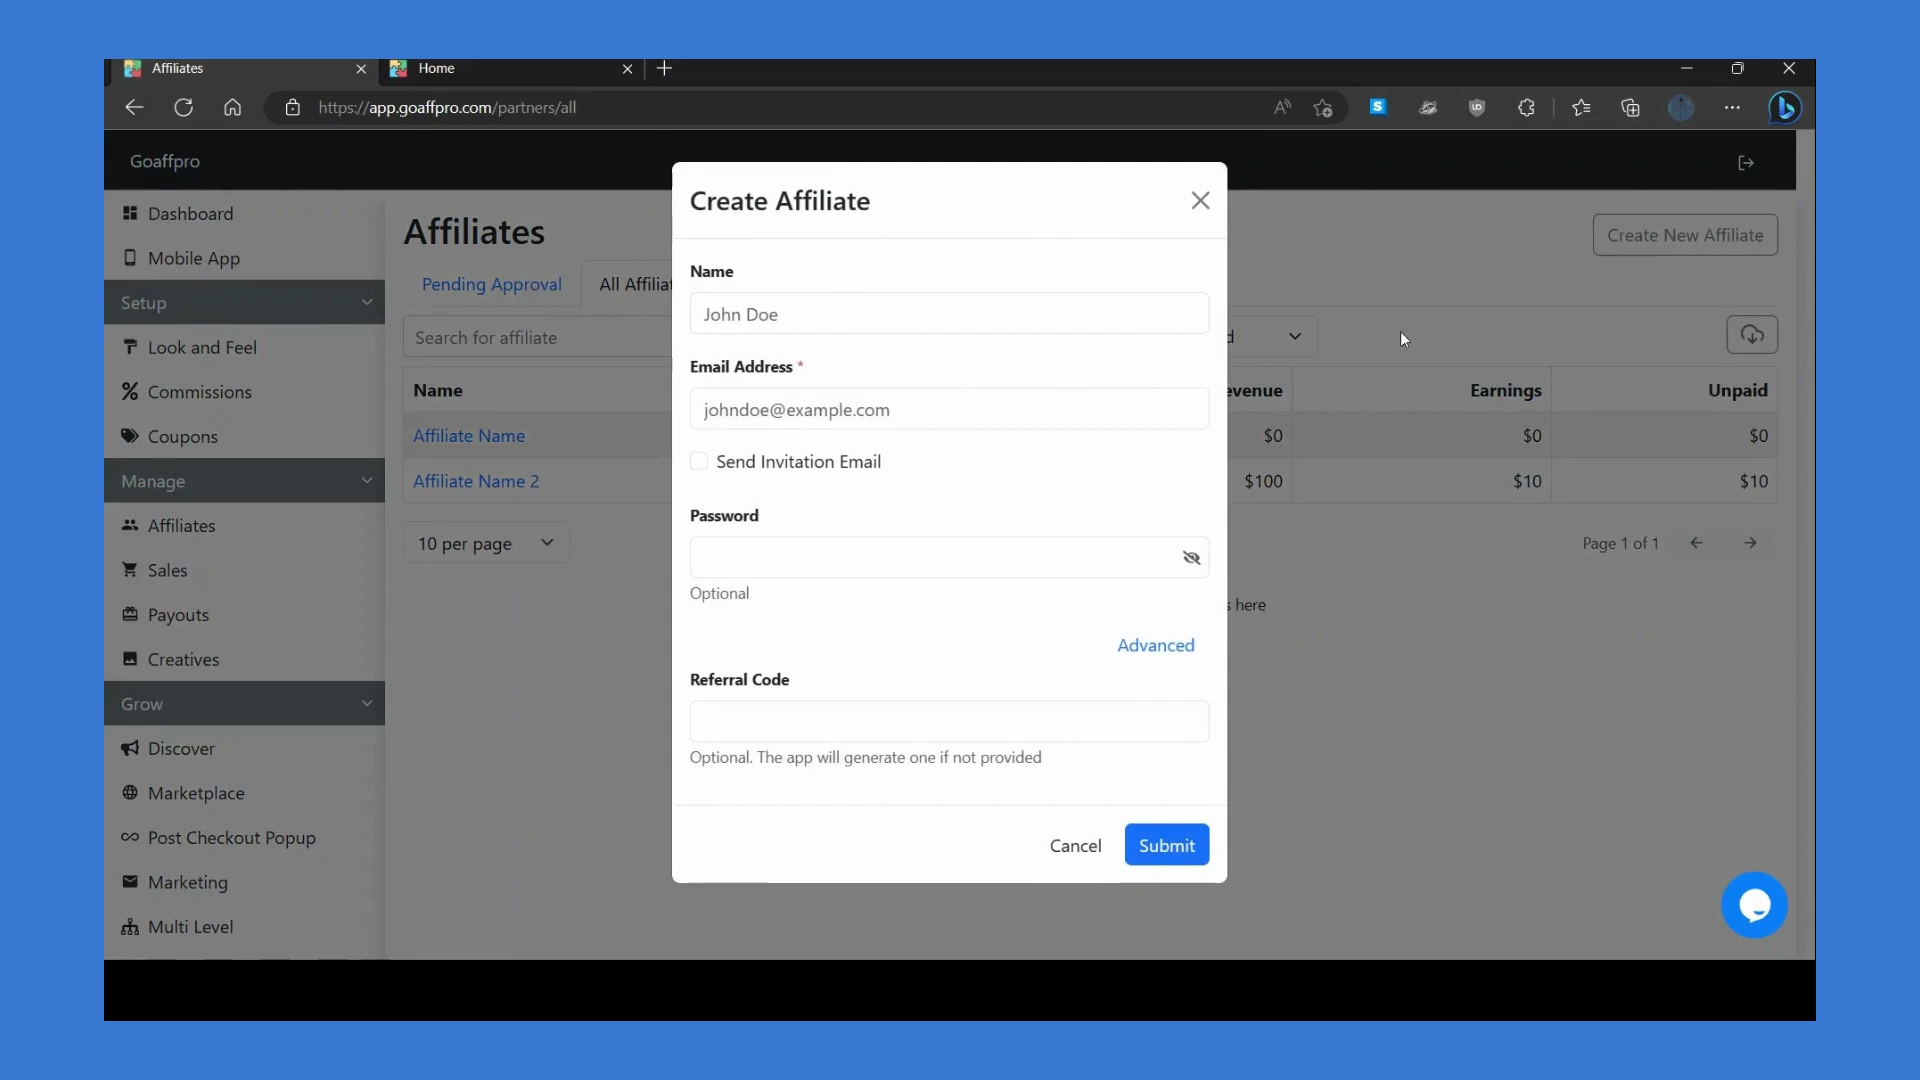 Affiliates
Home
https://app.goaffpro.com/partners/all
Goaffpro
Dashboard
Mobile App
Setup
Look and Feel
Commissions
Coupons
Manage
Affiliates
Sales
Payouts
Creatives
Grow
Discover
Marketplace
Post Checkout Popup
Marketing
Multi Level
Affiliates
Create New Affiliate
Pending Approval
All Affiliat
Search for affiliate
d
Name
evenue
Earnings
Unpaid
Affiliate Name
$0
$0
$0
Affiliate Name 2
$100
$10
$10
10 per page
Page 1 of 1
s here
Create Affiliate
Name
John Doe
Email Address *
johndoe@example.com
Send Invitation Email
Password
Optional
Advanced
Referral Code
Optional. The app will generate one if not provided
Cancel
Submit